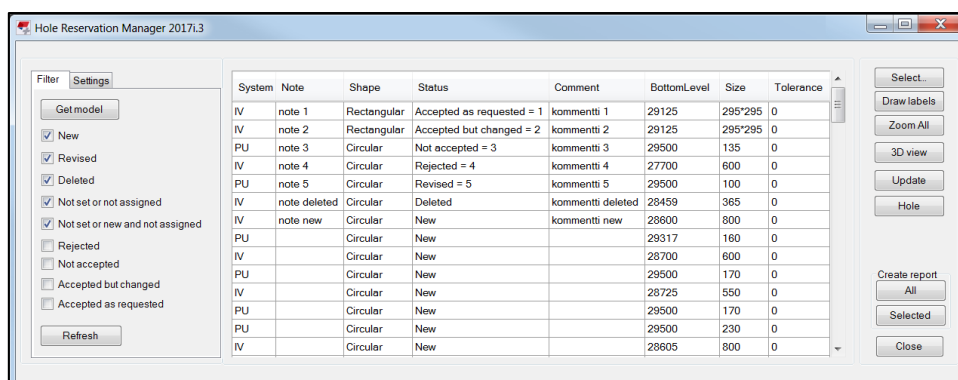 Hole Reservation Manager 2017i.3
Filter Settings
Get model
New
Revised
Deleted
Not set or not assigned
Not set or new and not assigned
Rejected
Not accepted
Accepted but changed
Accepted as requested
Refresh
System Note Shape Status Comment BottomLevel Size Tolerance
IV note 1 Rectangular Accepted as requested = 1 kommentti 1 29125 295*295 0
IV note 2 Rectangular Accepted but changed = 2 kommentti 2 29125 295*295 0
PU note 3 Circular Not accepted = 3 kommentti 3 29500 135 0
IV note 4 Circular Rejected = 4 kommentti 4 27700 600 0
PU note 5 Circular Revised = 5 kommentti 5 29500 100 0
IV note deleted Circular Deleted kommentti deleted 28459 365 0
IV note new Circular New kommentti new 28600 800 0
PU Circular New 29317 160 0
IV Circular New 28700 600 0
PU Circular New 29500 170 0
IV Circular New 28725 550 0
PU Circular New 29500 170 0
PU Circular New 29500 230 0
IV Circular New 28605 800 0
Select...
Draw labels
Zoom All
3D view
Update
Hole
Create report
All
Selected
Close